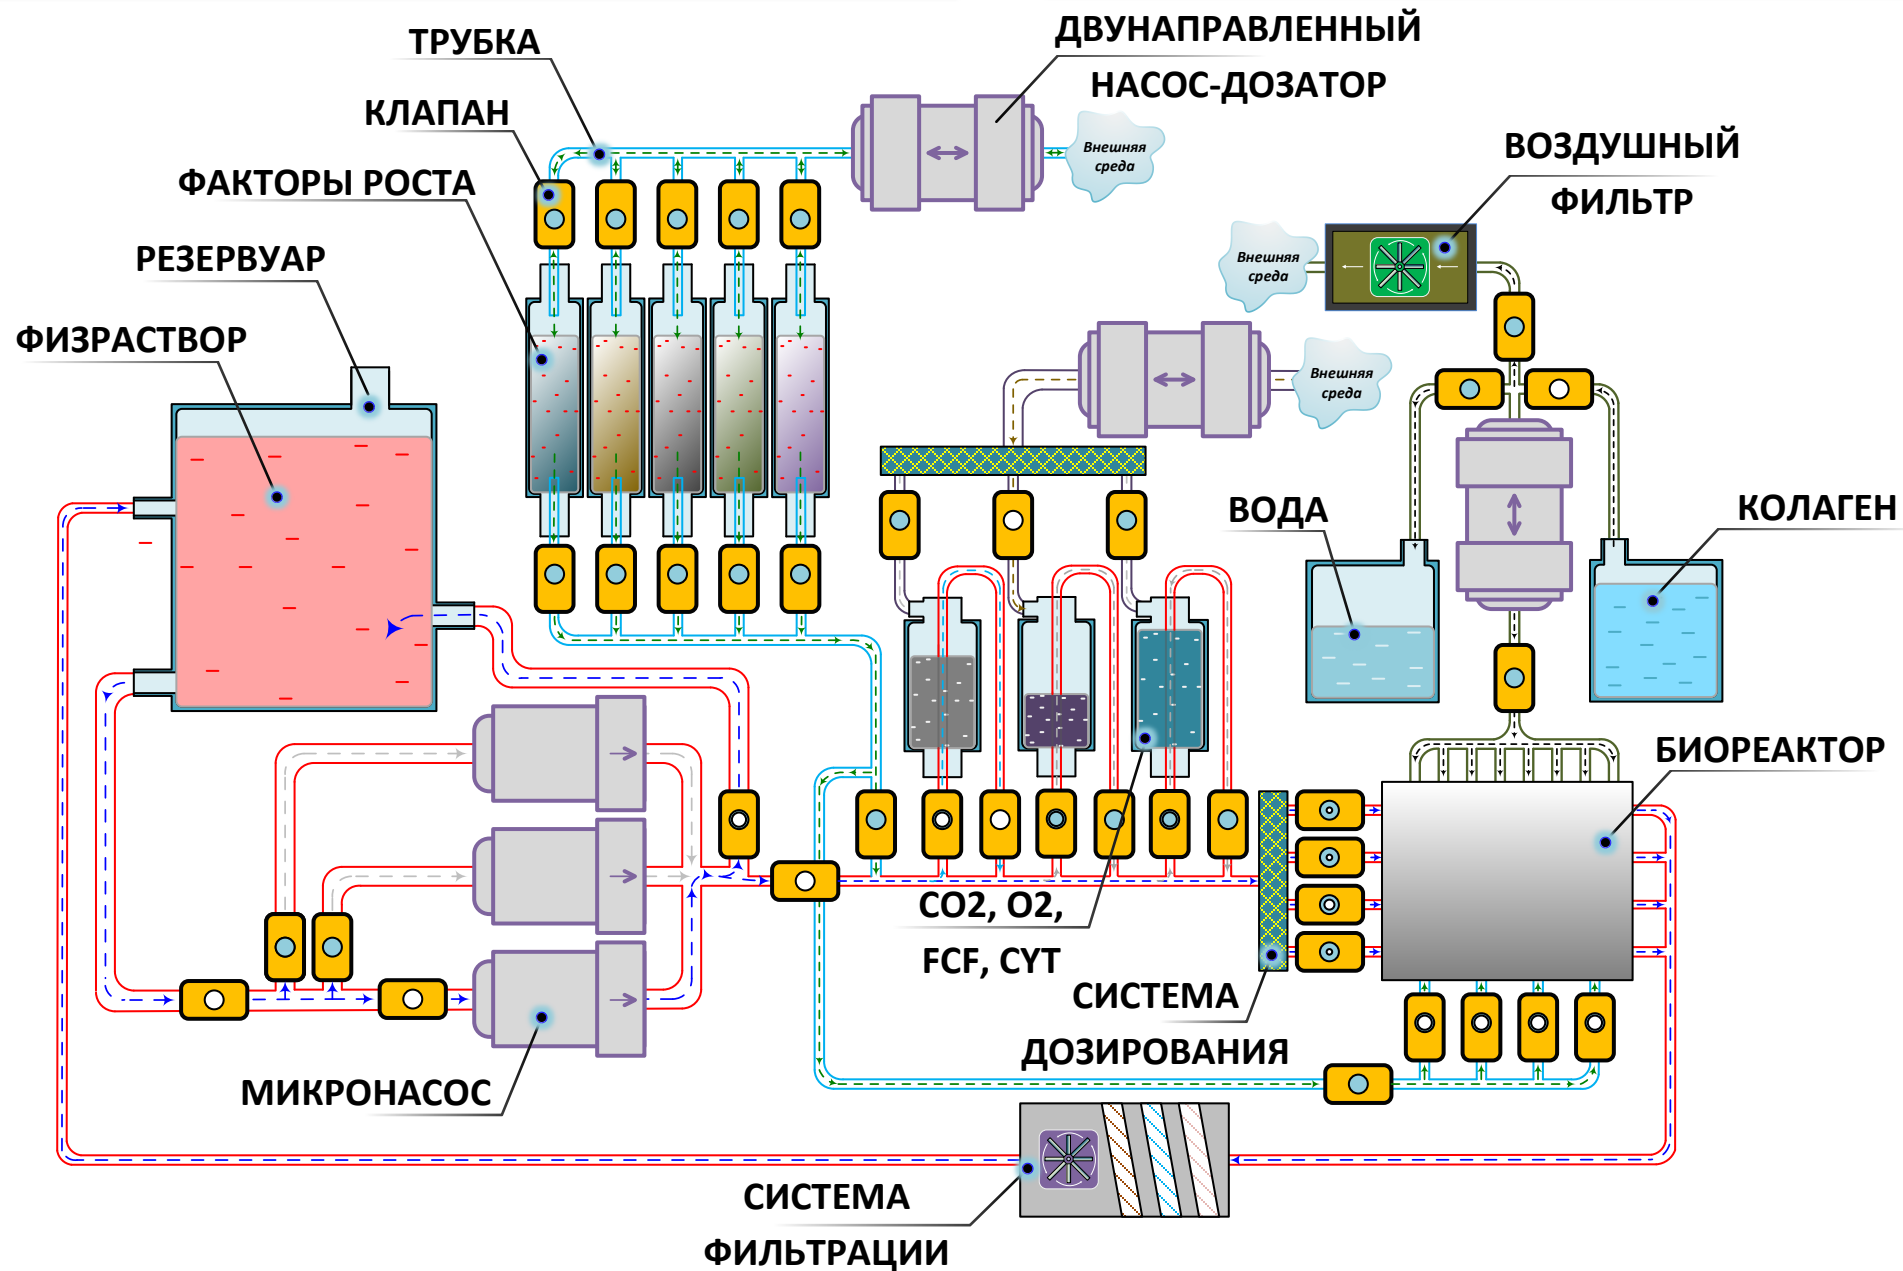 ТРУБКА
ДВУНАПРАВЛЕННЫЙ
НАСОС-ДОЗАТОР
КЛАПАН
Внешняя
среда
ВОЗДУШНЫЙ
ФИЛЬТР
ФАКТОРЫ РОСТА
РЕЗЕРВУАР
Внешняя
среда
ФИЗРАСТВОР
Внешняя
среда
ВОДА
КОЛАГЕН
БИОРЕАКТОР
CO2, O2,
FCF, CYT
СИСТЕМА
ДОЗИРОВАНИЯ
МИКРОНАСОС
СИСТЕМА
ФИЛЬТРАЦИИ